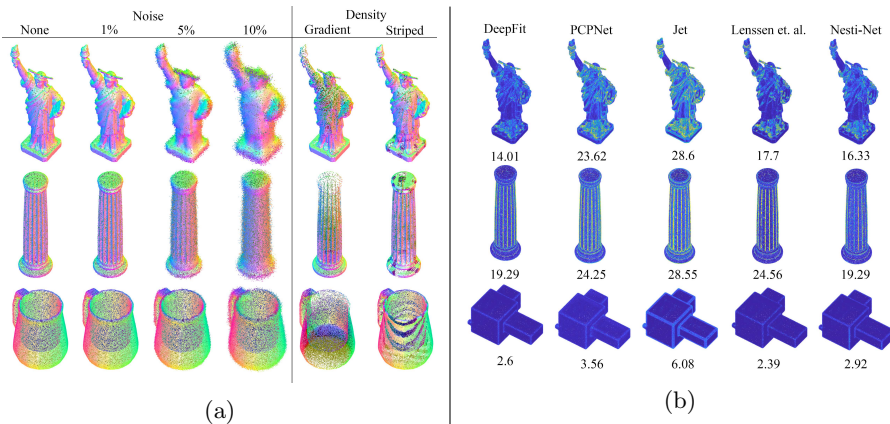 Noise
Density
None 1% 5% 10% Gradient Striped
(a)
DeepFit PCPNet Jet Lenssen et. al. Nesti-Net
14.01 23.62 28.6 17.7 16.33
19.29 24.25 28.55 24.56 19.29
2.6 3.56 6.08 2.39 2.92
(b)